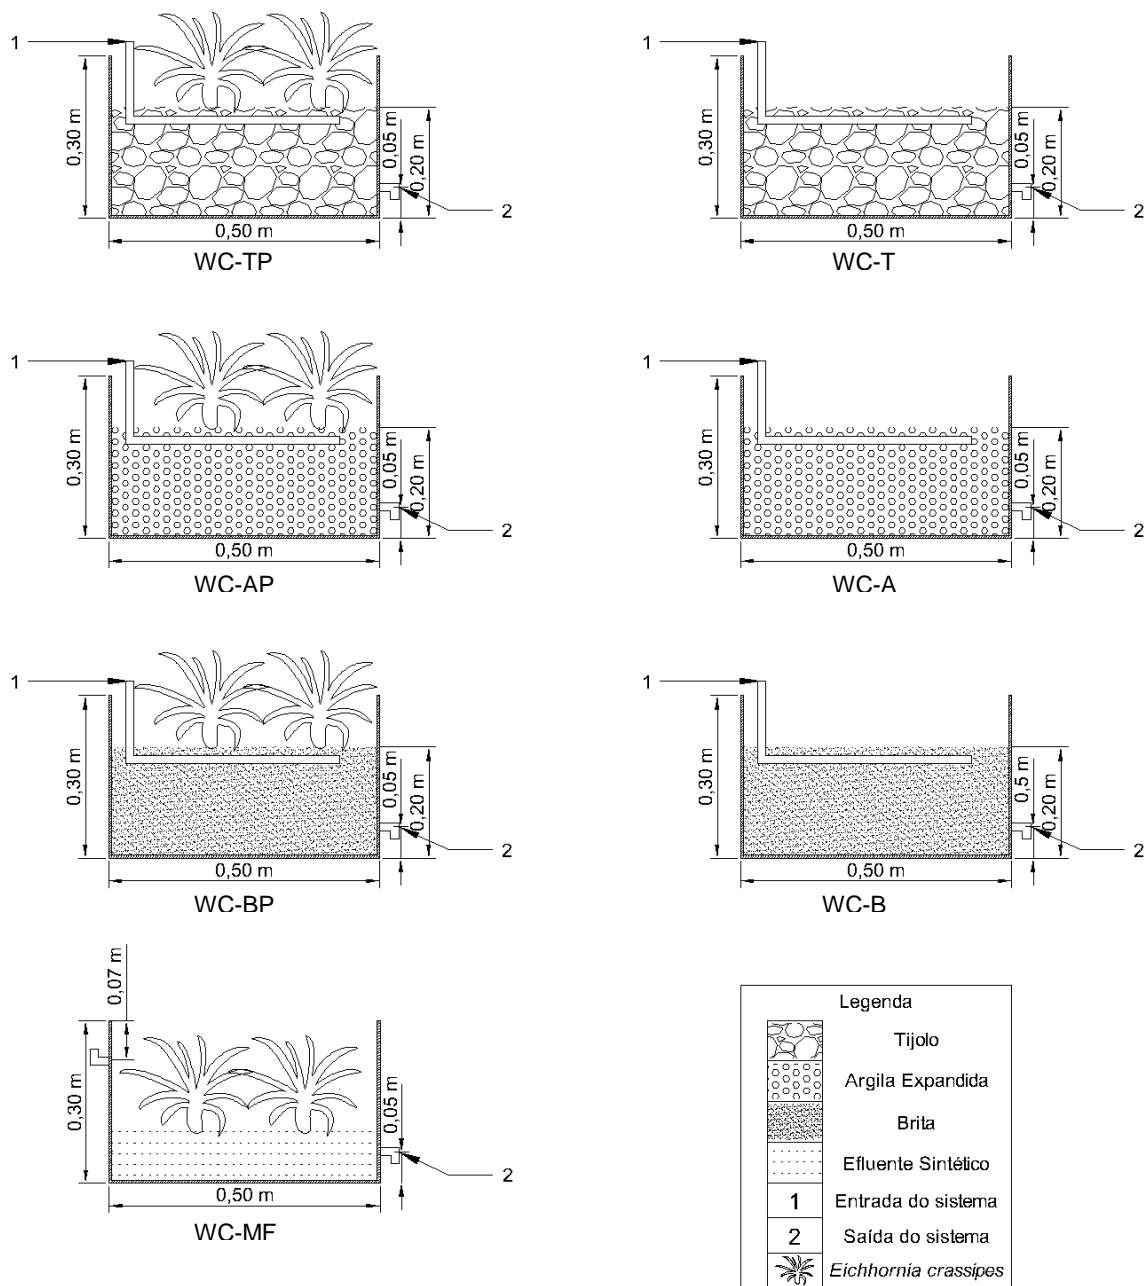 1
0,30 m
0,05 m
0,20 m
2
0,50 m
WC-TP
1
0,30 m
0,05 m
0,20 m
2
0,50 m
WC-T
1
0,30 m
0,05 m
0,20 m
2
0,50 m
WC-AP
1
0,30 m
0,05 m
0,20 m
2
0,50 m
WC-A
1
0,30 m
0,05 m
0,20 m
2
0,50 m
WC-BP
1
0,30 m
0,5 m
0,20 m
2
0,50 m
WC-B
0,07 m
0,30 m
0,05 m
2
0,50 m
WC-MF
Legenda
Tijolo
Argila Expandida
Brita
Efluente Sintético
1 Entrada do sistema
2 Saída do sistema
Eichhornia crassipes